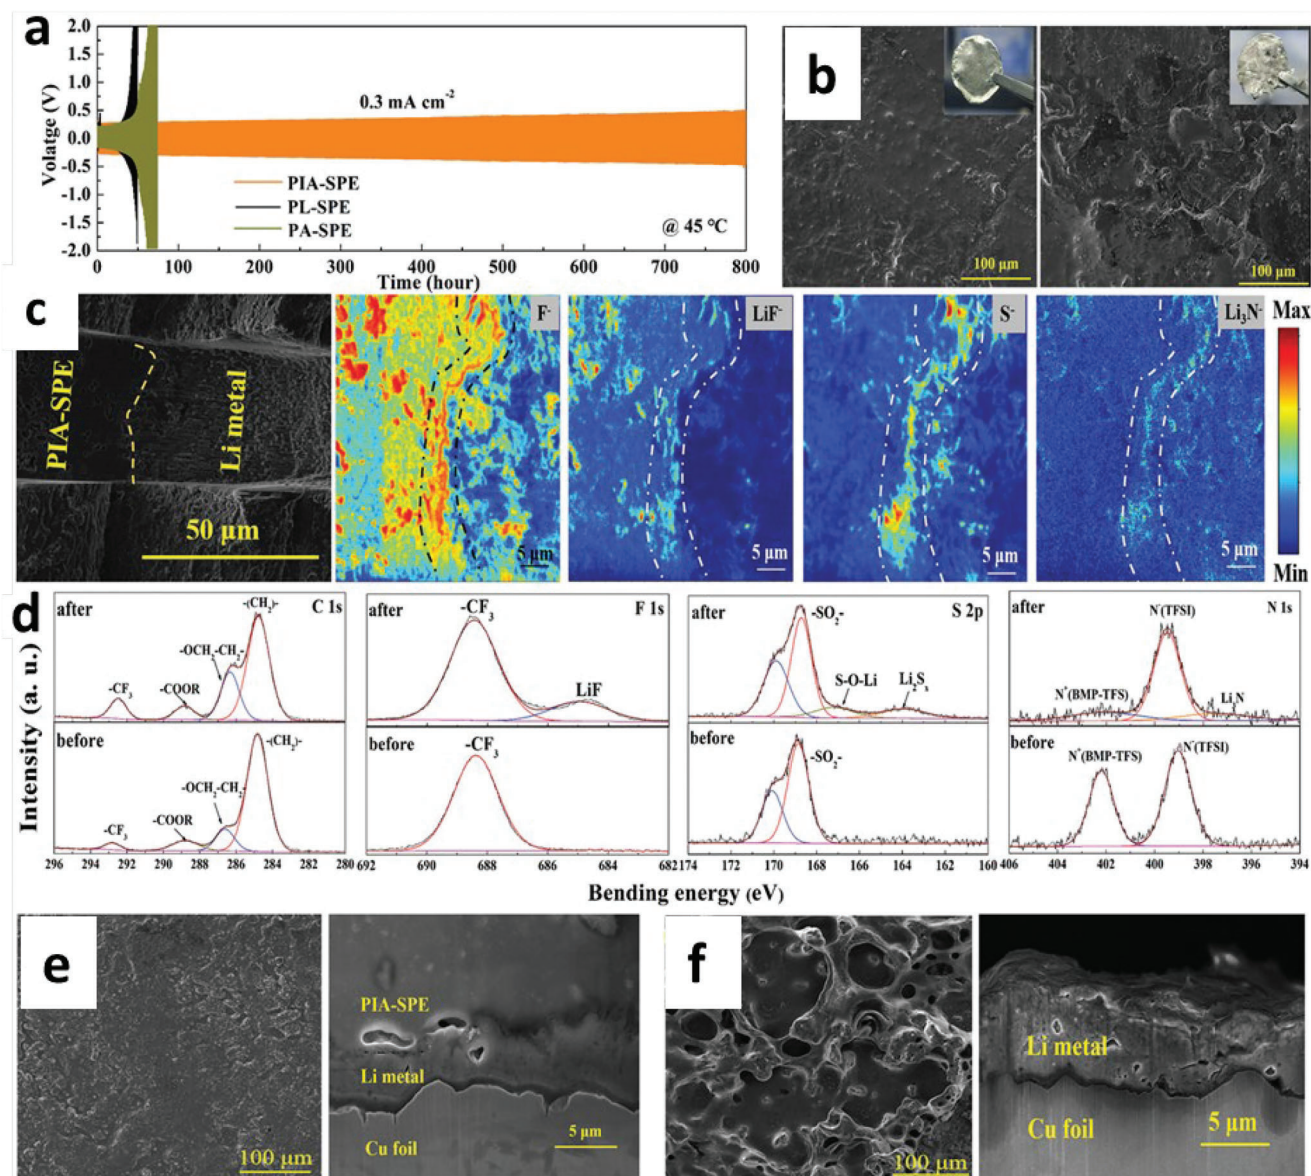 a
2.0
1.5
1.0
0.5
0.0
-0.5
-1.0
-1.5
-2.0
Volatge (V)
0.3 mA cm⁻²
PIA-SPE
PL-SPE
PA-SPE
@ 45 °C
0 100 200 300 400 500 600 700 800
Time (hour)
b
100 μm
100 μm
c
PIA-SPE
Li metal
50 μm
F⁻
5 μm
LiF⁻
5 μm
S⁻
5 μm
Li₃N⁻
5 μm
Max
Min
d
Intensity (a. u.)
after
C 1s
-(CH₂)-
-OCH₂-CH₂-
-CF₃
-COOR
before
-(CH₂)-
-OCH₂-CH₂-
-CF₃
-COOR
296 294 292 290 288 286 284 282 280
after
F 1s
-CF₃
LiF
before
-CF₃
692 690 688 686 684 682
after
S 2p
-SO₂-
S-O-Li
Li₂Sₓ
before
-SO₂-
174 172 170 168 166 164 162 160
after
N 1s
N⁻(TFSI)
N⁺(BMP-TFS)
Li₃N
before
N⁺(BMP-TFS)
N⁻(TFSI)
406 404 402 400 398 396 394
Bending energy (eV)
e
100 μm
PIA-SPE
Li metal
Cu foil
5 μm
f
100 μm
Li metal
Cu foil
5 μm